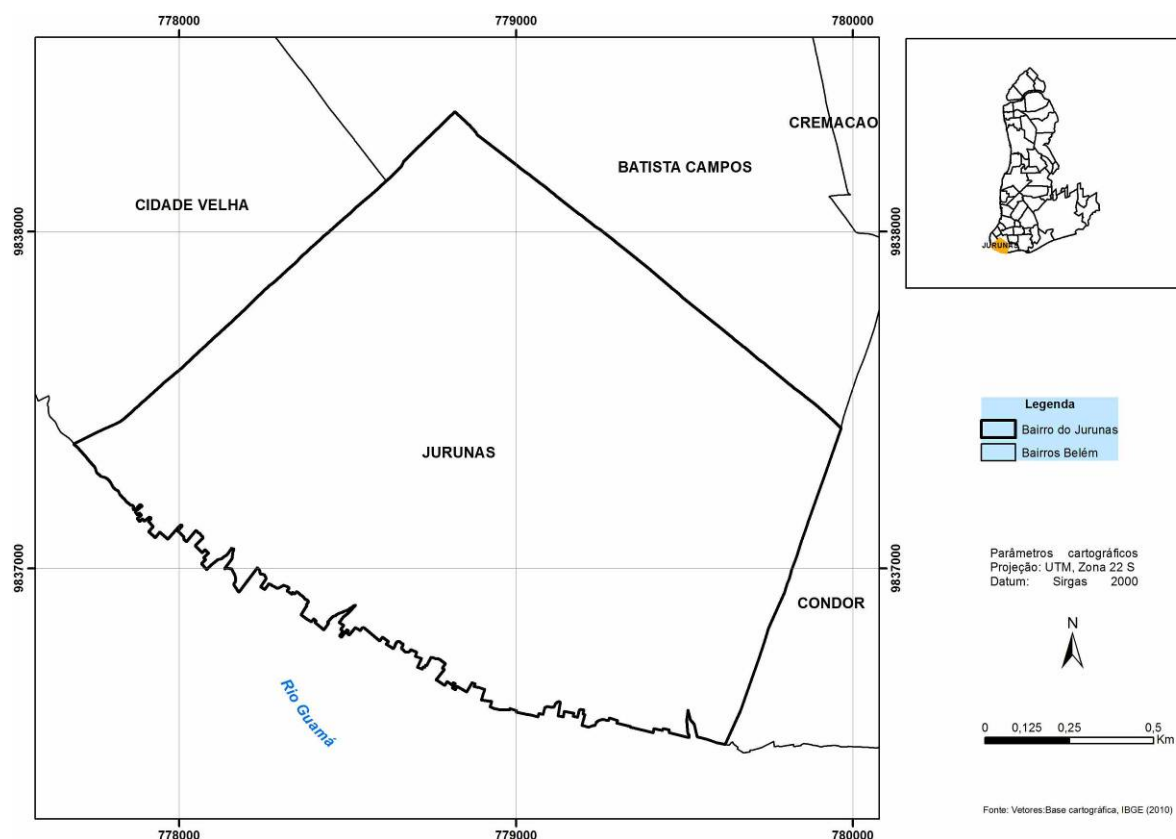 778000
779000
780000
CREMACAO
BATISTA CAMPOS
CIDADE VELHA
9838000
9838000
JURUNAS
JURUNAS
9837000
9837000
CONDOR
Rio Guamá
778000
779000
780000
Legenda
Bairro do Jurunas
Bairros Belém
Parâmetros cartográficos
Projeção: UTM, Zona 22 S
Datum: Sirgas 2000
N
0 0,125 0,25 0,5
Km
Fonte: Vetores:Base cartográfica, IBGE (2010)